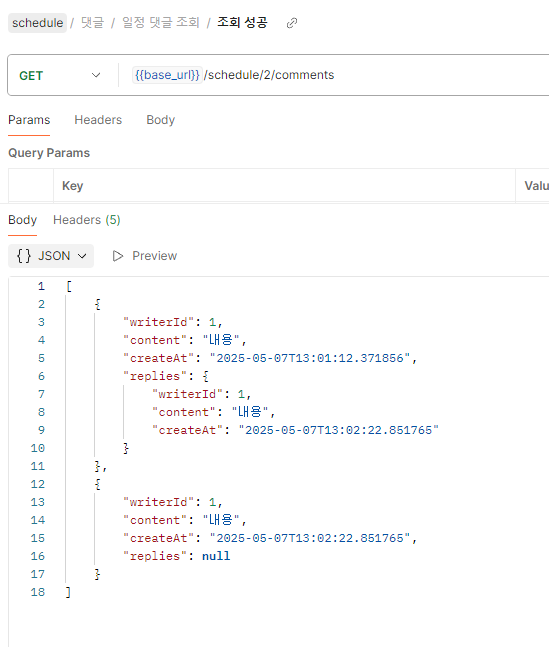 schedule / 댓글 / 일정 댓글 조회 / 조회 성공
GET {{base_url}} /schedule/2/comments
Params Headers Body
Query Params
Key Valu
Body Headers (5)
{} JSON Preview
1 [
2 {
3 "writerId": 1,
4 "content": "내용",
5 "createAt": "2025-05-07T13:01:12.371856",
6 "replies": {
7 "writerId": 1,
8 "content": "내용",
9 "createAt": "2025-05-07T13:02:22.851765"
10 }
11 },
12 {
13 "writerId": 1,
14 "content": "내용",
15 "createAt": "2025-05-07T13:02:22.851765",
16 "replies": null
17 }
18 ]